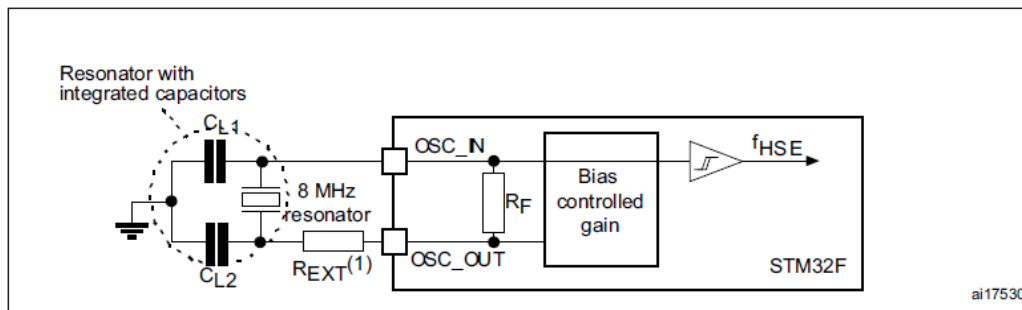 Resonator with
integrated capacitors
CL1
OSC_IN
fHSE
8 MHz
resonator
RF
Bias
controlled
gain
REXT(1)
OSC_OUT
STM32F
CL2
ai17530